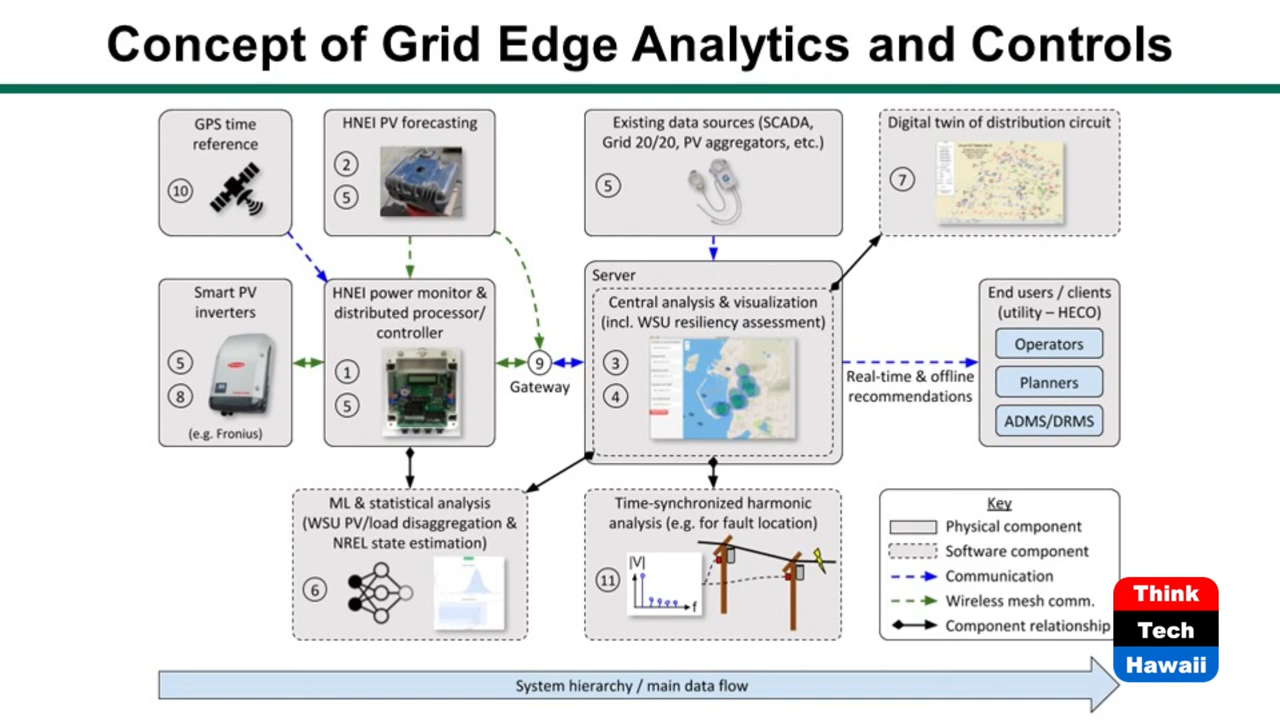 Concept of Grid Edge Analytics and Controls
GPS time
reference
10
HNEI PV forecasting
2
5
Existing data sources (SCADA,
Grid 20/20, PV aggregators, etc.)
5
Digital twin of distribution circuit
7
Smart PV
inverters
5
8
(e.g. Fronius)
HNEI power monitor &
distributed processor/
controller
1
5
9
Gateway
Server
Central analysis & visualization
(incl. WSU resiliency assessment)
3
4
Real-time & offline
recommendations
End users / clients
(utility – HECO)
Operators
Planners
ADMS/DRMS
ML & statistical analysis
(WSU PV/load disaggregation &
NREL state estimation)
6
Time-synchronized harmonic
analysis (e.g. for fault location)
11
|V|
f
Key
Physical component
Software component
Communication
Wireless mesh comm.
Component relationship
System hierarchy / main data flow
Think
Tech
Hawaii